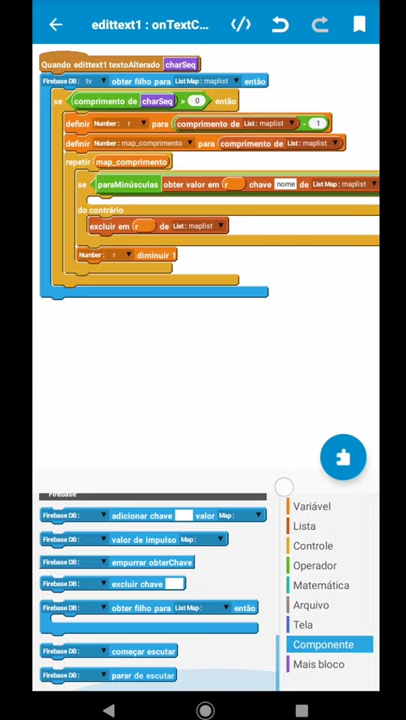 edittext1 : onTextC...
Quando edittext1 textoAlterado charSeq
Firebase DB : tv obter filho para List Map : maplist então
se comprimento de charSeq > 0 então
definir Number : r para comprimento de List : maplist - 1
definir Number : map_comprimento para comprimento de List : maplist
repetir map_comprimento
se paraMinúsculas obter valor em r chave nome de List Map : maplist
do contrário
excluir em r de List : maplist
Number : r diminuir 1
Firebase
Firebase DB : adicionar chave valor Map :
Firebase DB : valor de impulso Map :
Firebase DB : empurrar obterChave
Firebase DB : excluir chave
Firebase DB : obter filho para List Map : então
Firebase DB : começar escutar
Firebase DB : parar de escutar
Variável
Lista
Controle
Operador
Matemática
Arquivo
Tela
Componente
Mais bloco